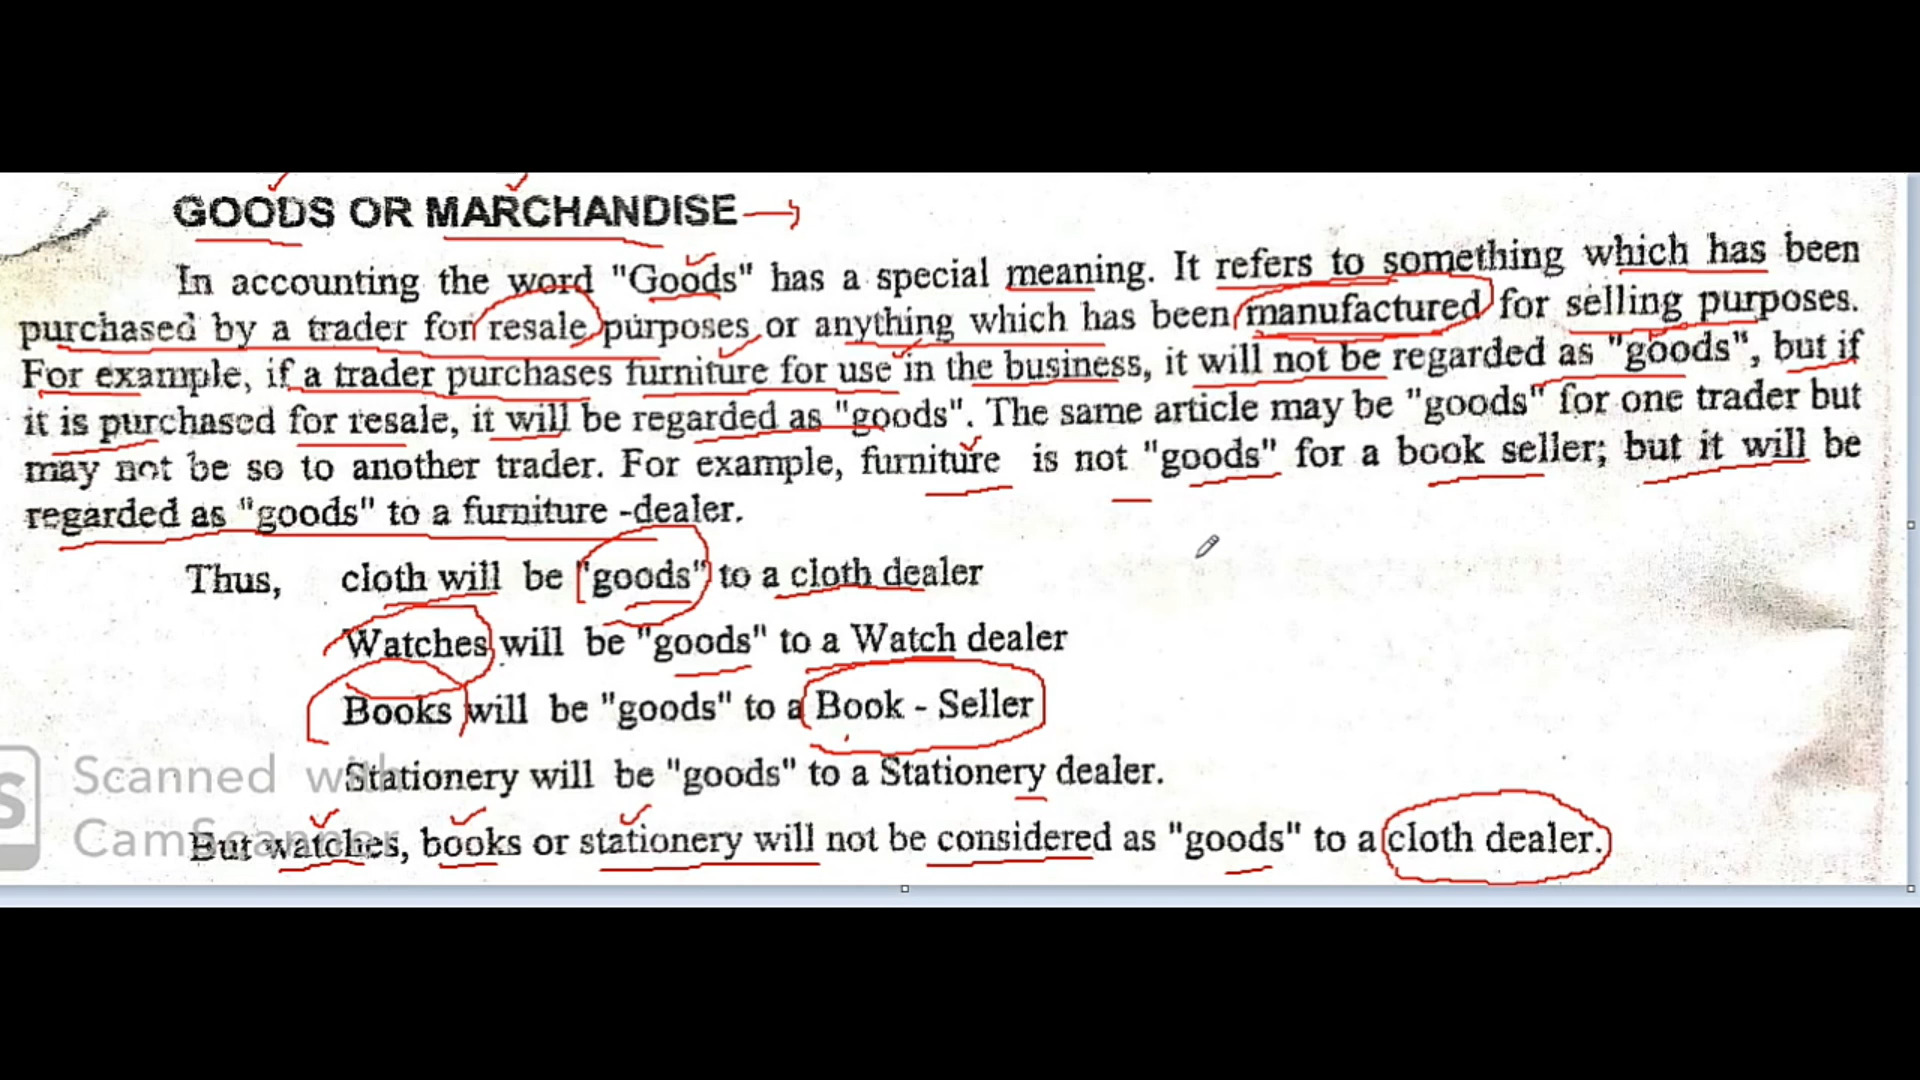 GOODS OR MARCHANDISE
In accounting the word "Goods" has a special meaning. It refers to something which has been
purchased by a trader for resale purposes or anything which has been manufactured for selling purposes.
For example, if a trader purchases furniture for use in the business, it will not be regarded as "goods", but if
it is purchased for resale, it will be regarded as "goods". The same article may be "goods" for one trader but
may not be so to another trader. For example, furniture is not "goods" for a book seller; but it will be
regarded as "goods" to a furniture -dealer.
Thus, cloth will be "goods" to a cloth dealer
Watches will be "goods" to a Watch dealer
Books will be "goods" to a Book - Seller
Stationery will be "goods" to a Stationery dealer.
But watches, books or stationery will not be considered as "goods" to a cloth dealer.
Scanned with
CamScanner